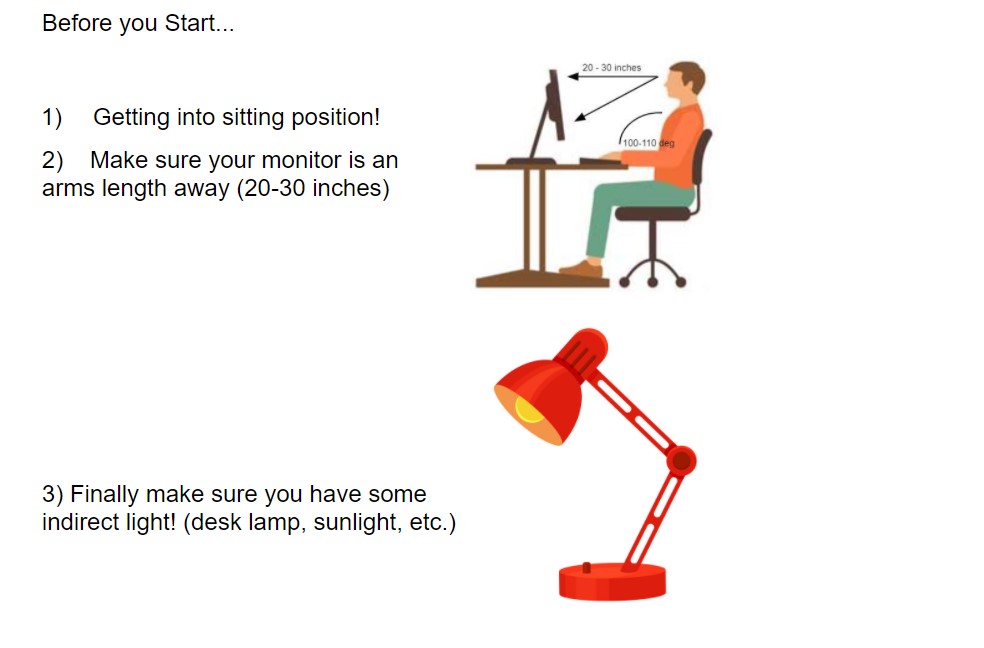 Before you Start...
1) Getting into sitting position!
2) Make sure your monitor is an
arms length away (20-30 inches)
20 - 30 inches
100-110 deg
3) Finally make sure you have some
indirect light! (desk lamp, sunlight, etc.)